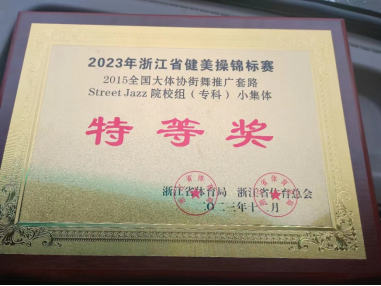 2023年浙江省健美操锦标赛
2015全国大体协街舞推广套路
Street Jazz 院校组（专科）小集体
特等奖
浙江省体育局 浙江省体育总会
二〇二三年十一月